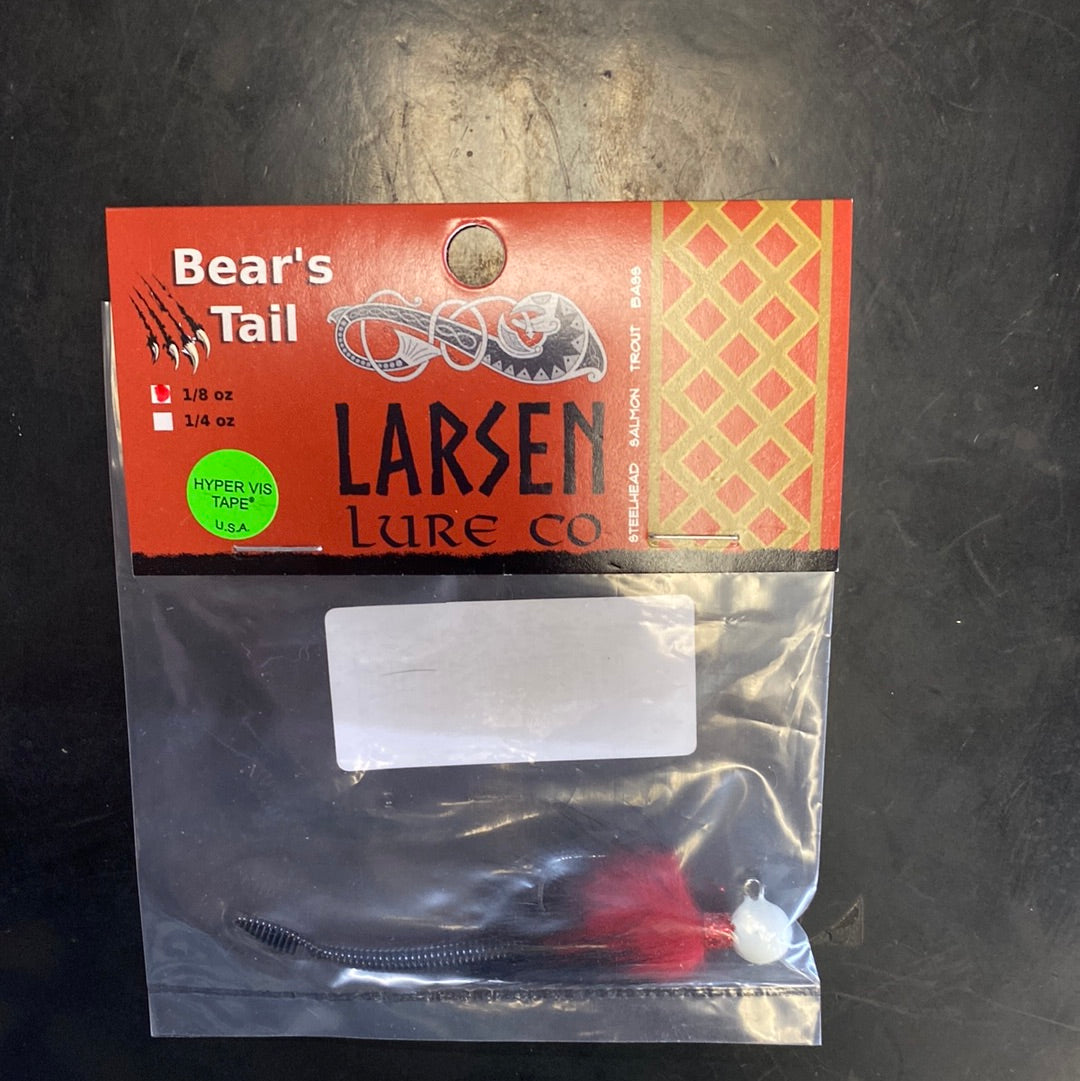 Bear's
Tail
1/8 oz
1/4 oz
HYPER VIS
TAPE®
U.S.A.
LARSEN
LURE CO
STEELHEAD SALMON TROUT BASS